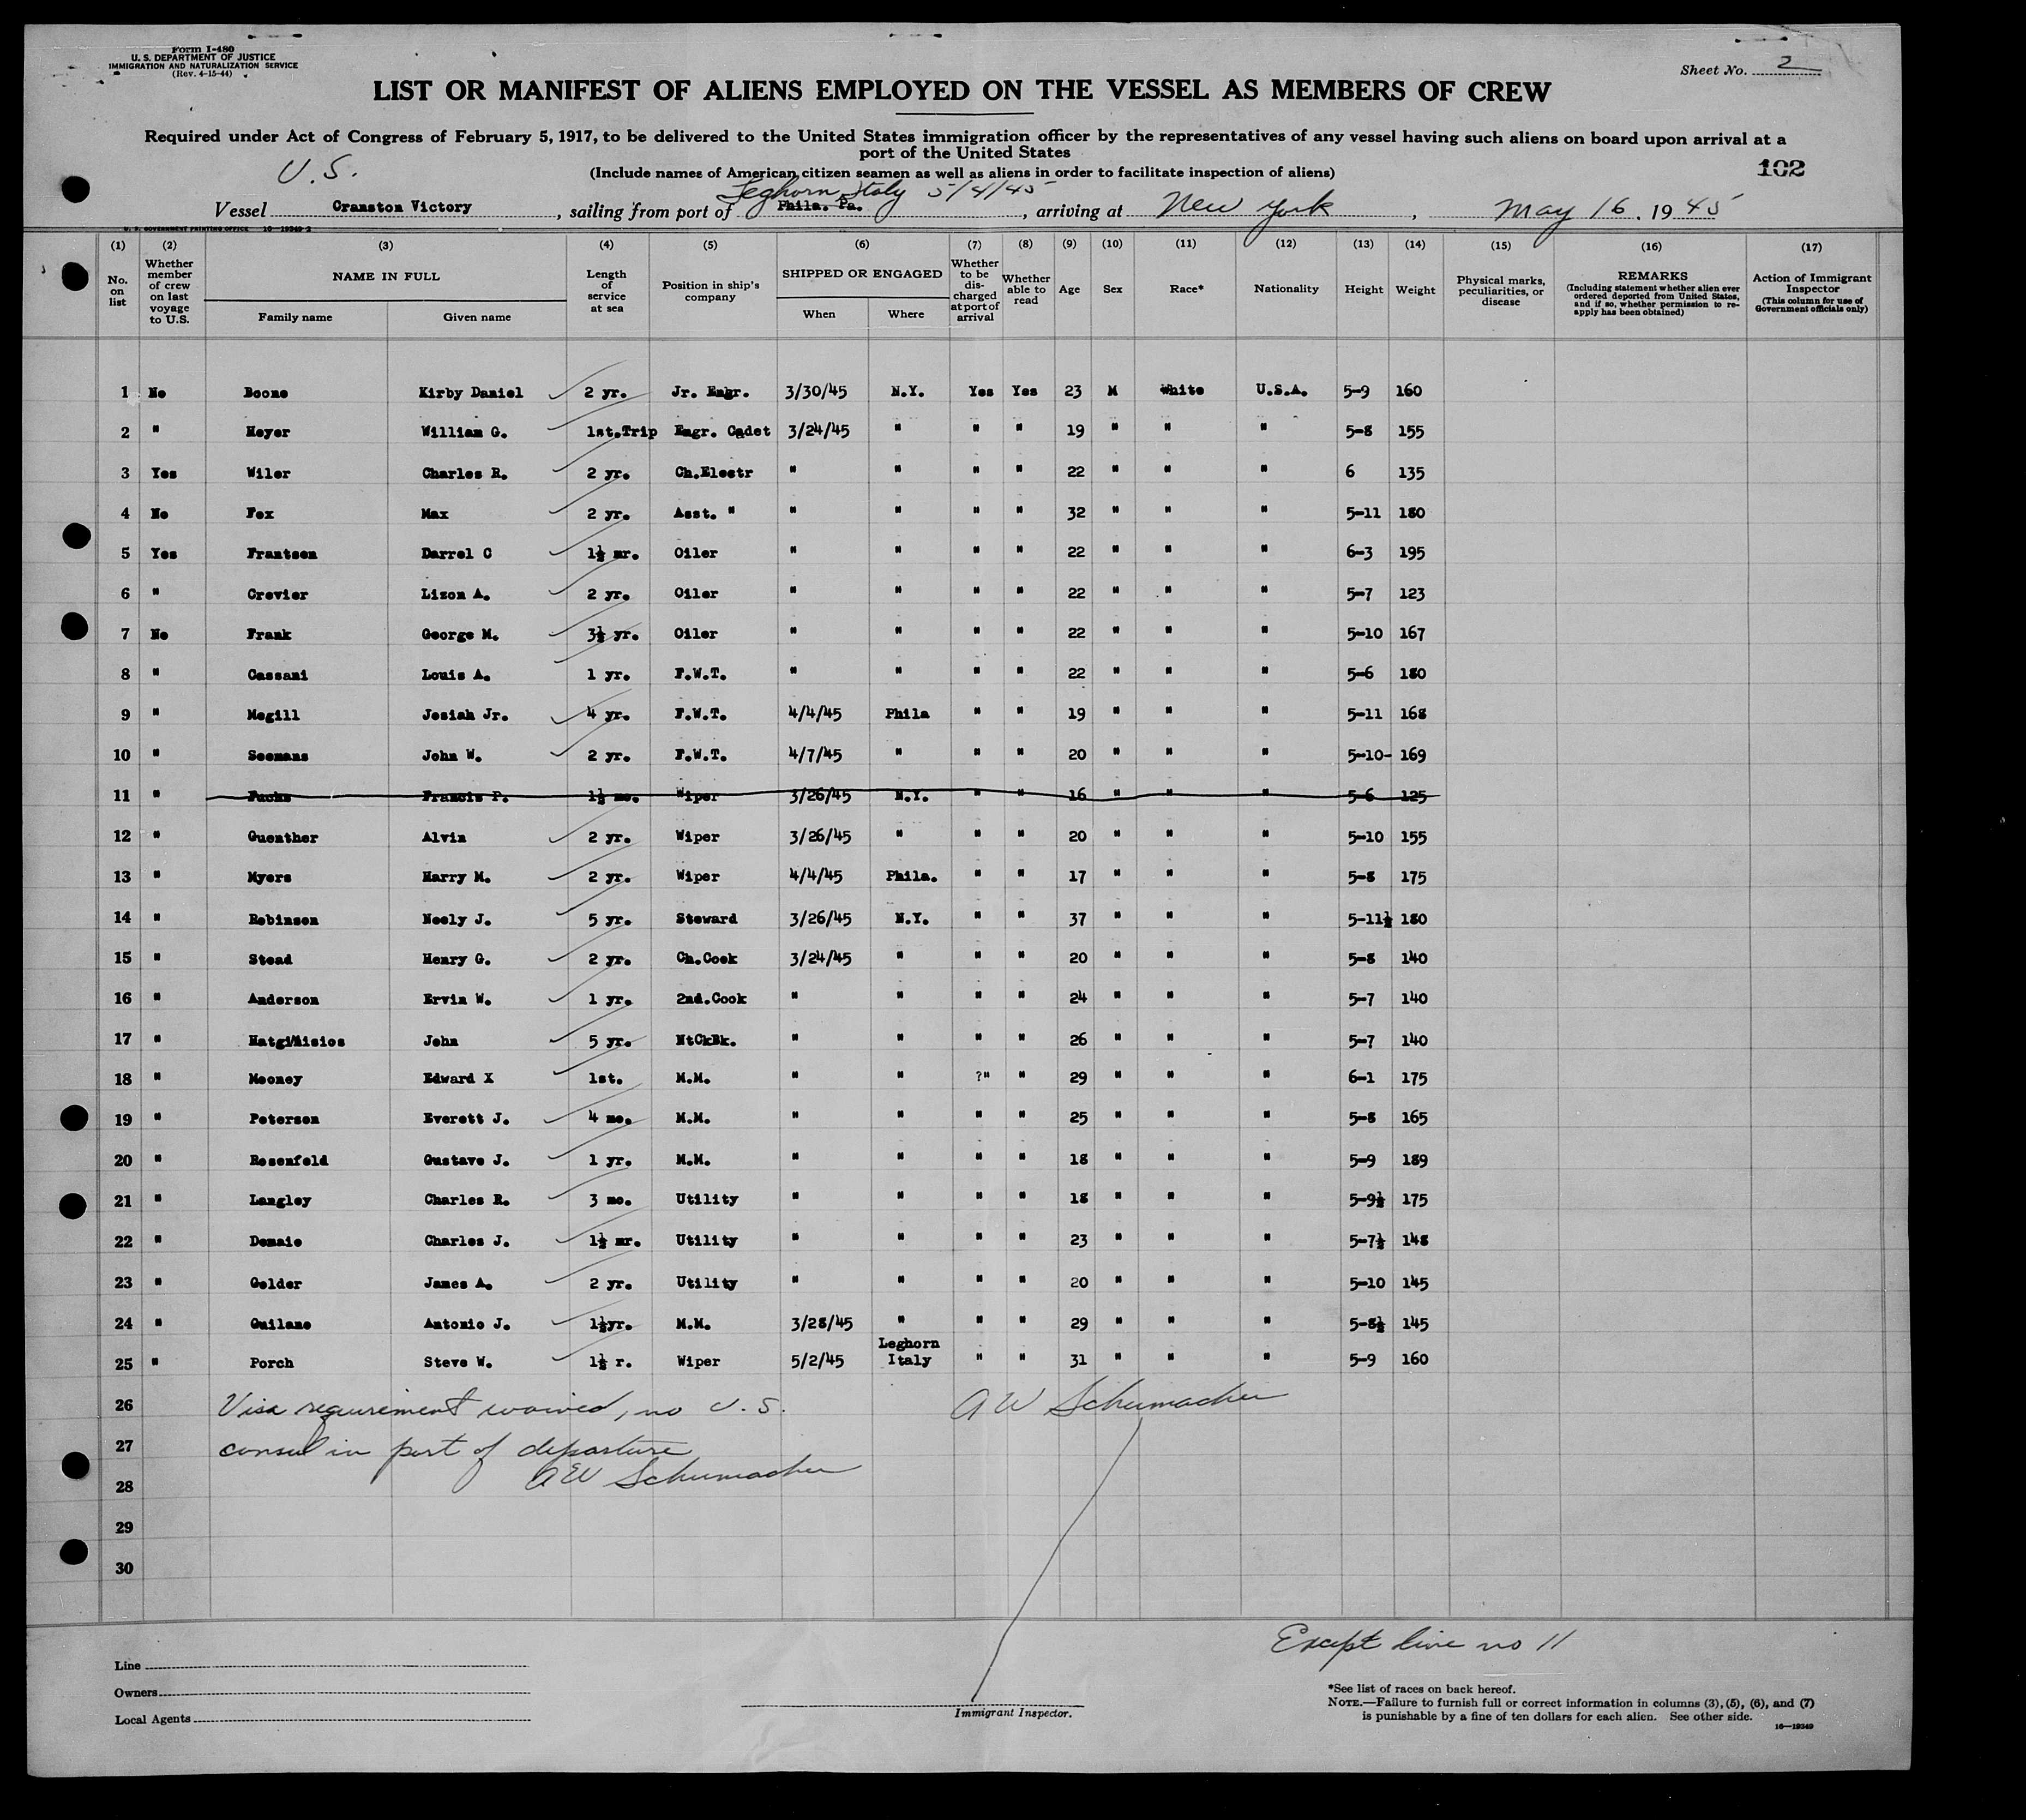 Form I-480
U. S. DEPARTMENT OF JUSTICE
IMMIGRATION AND NATURALIZATION SERVICE
(Rev. 4-15-44)
Sheet No. 2
LIST OR MANIFEST OF ALIENS EMPLOYED ON THE VESSEL AS MEMBERS OF CREW
Required under Act of Congress of February 5, 1917, to be delivered to the United States immigration officer by the representatives of any vessel having such aliens on board upon arrival at a
port of the United States
(Include names of American citizen seamen as well as aliens in order to facilitate inspection of aliens)
102
U.S.
Leghorn Italy 5/4/45
Vessel Cranston Victory, sailing from port of Phila. Pa., arriving at New York, May 16, 1945
U. S. GOVERNMENT PRINTING OFFICE 16-19349-2
(1) (2) (3) (4) (5) (6) (7) (8) (9) (10) (11) (12) (13) (14) (15) (16) (17)
No. on list
Whether member of crew on last voyage to U.S.
NAME IN FULL
Family name Given name
Length of service at sea
Position in ship's company
SHIPPED OR ENGAGED
When Where
Whether to be discharged at port of arrival
Whether able to read
Age
Sex
Race*
Nationality
Height
Weight
Physical marks, peculiarities, or disease
REMARKS
(Including statement whether alien ever ordered deported from United States, and if so, whether permission to re-apply has been obtained)
Action of Immigrant Inspector
(This column for use of Government officials only)
1 No Boone Kirby Daniel 2 yr. Jr. Engr. 3/30/45 N.Y. Yes Yes 23 M White U.S.A. 5-9 160
2 " Meyer William G. 1st.Trip Engr. Cadet 3/24/45 " " " 19 " " " 5-8 155
3 Yes Wiler Charles R. 2 yr. Ch.Electr " " " " 22 " " " 6 135
4 No Fox Max 2 yr. Asst. " " " " " 32 " " " 5-11 180
5 Yes Frantsen Darrel C 1½ mr. Oiler " " " " 22 " " " 6-3 195
6 " Crevier Lizon A. 2 yr. Oiler " " " " 22 " " " 5-7 123
7 No Frank George M. 3½ yr. Oiler " " " " 22 " " " 5-10 167
8 " Cassani Louis A. 1 yr. F.W.T. " " " " 22 " " " 5-6 180
9 " Megill Josiah Jr. 4 yr. F.W.T. 4/4/45 Phila " " 19 " " " 5-11 168
10 " Seemans John W. 2 yr. F.W.T. 4/7/45 " " " 20 " " " 5-10- 169
11 " Fuchs Francis P. 1½ mo. Wiper 3/26/45 N.Y. " " 16 " " " 5-6 125
12 " Guenther Alvin 2 yr. Wiper 3/26/45 " " " 20 " " " 5-10 155
13 " Myers Harry M. 2 yr. Wiper 4/4/45 Phila. " " 17 " " " 5-8 175
14 " Robinson Neely J. 5 yr. Steward 3/26/45 N.Y. " " 37 " " " 5-11½ 180
15 " Stead Henry G. 2 yr. Ch.Cook 3/24/45 " " " 20 " " " 5-8 140
16 " Anderson Ervin W. 1 yr. 2nd.Cook " " " " 24 " " " 5-7 140
17 " John 5 yr. NtCkBk. " " " " 26 " " " 5-7 140
18 " Mooney Edward X 1st. M.M. " " ?" " 29 " " " 6-1 175
19 " Petersen Everett J. 4 mo. M.M. " " " " 25 " " " 5-8 165
20 " Rosenfeld Gustave J. 1 yr. M.M. " " " " 18 " " " 5-9 189
21 " Langley Charles R. 3 mo. Utility " " " " 18 " " " 5-9½ 175
22 " Demaio Charles J. 1½ mr. Utility " " " " 23 " " " 5-7½ 148
23 " Golder James A. 2 yr. Utility " " " " 20 " " " 5-10 145
24 " Guilano Antonio J. 1½yr. M.M. 3/28/45 " " " 29 " " " 5-8½ 145
25 " Porch Steve W. 1½ r. Wiper 5/2/45 Leghorn Italy " " 31 " " " 5-9 160
26 Visa requirement waived, no U.S. A W Schumacher
27 consul in port of departure
28 AW Schumacher
29
30
Except line no 11
Line
Owners
Local Agents
Immigrant Inspector.
*See list of races on back hereof.
NOTE.—Failure to furnish full or correct information in columns (3), (5), (6), and (7)
is punishable by a fine of ten dollars for each alien. See other side.
16—19349